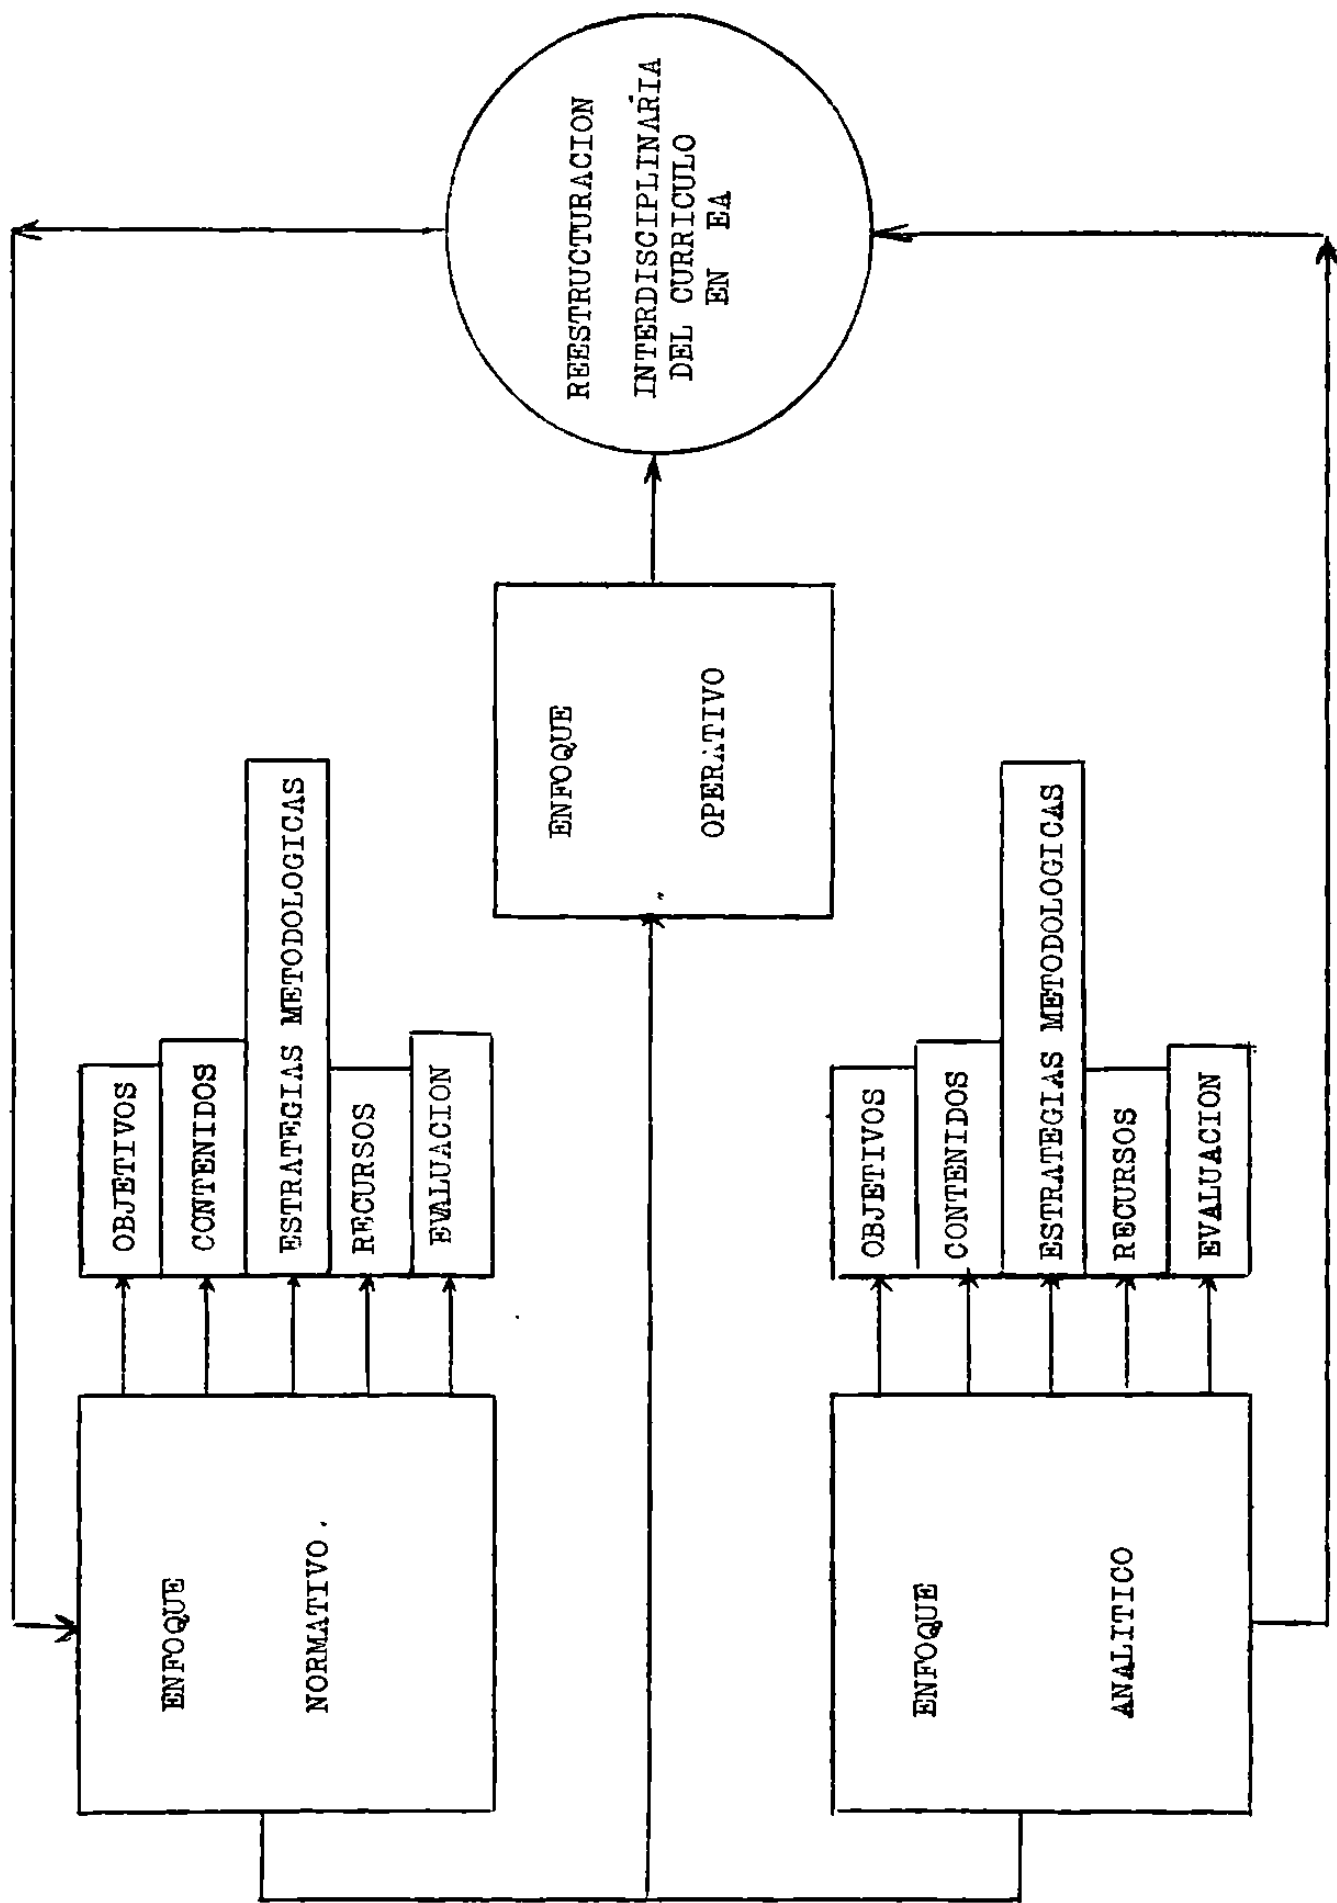 ENFOQUE
NORMATIVO.
OBJETIVOS
CONTENIDOS
ESTRATEGIAS METODOLOGICAS
RECURSOS
EVALUACION
ENFOQUE
OPERATIVO
REESTRUCTURACION
INTERDISCIPLINARIA
DEL CURRICULO
EN EA
ENFOQUE
ANALITICO
OBJETIVOS
CONTENIDOS
ESTRATEGIAS METODOLOGICAS
RECURSOS
EVALUACION